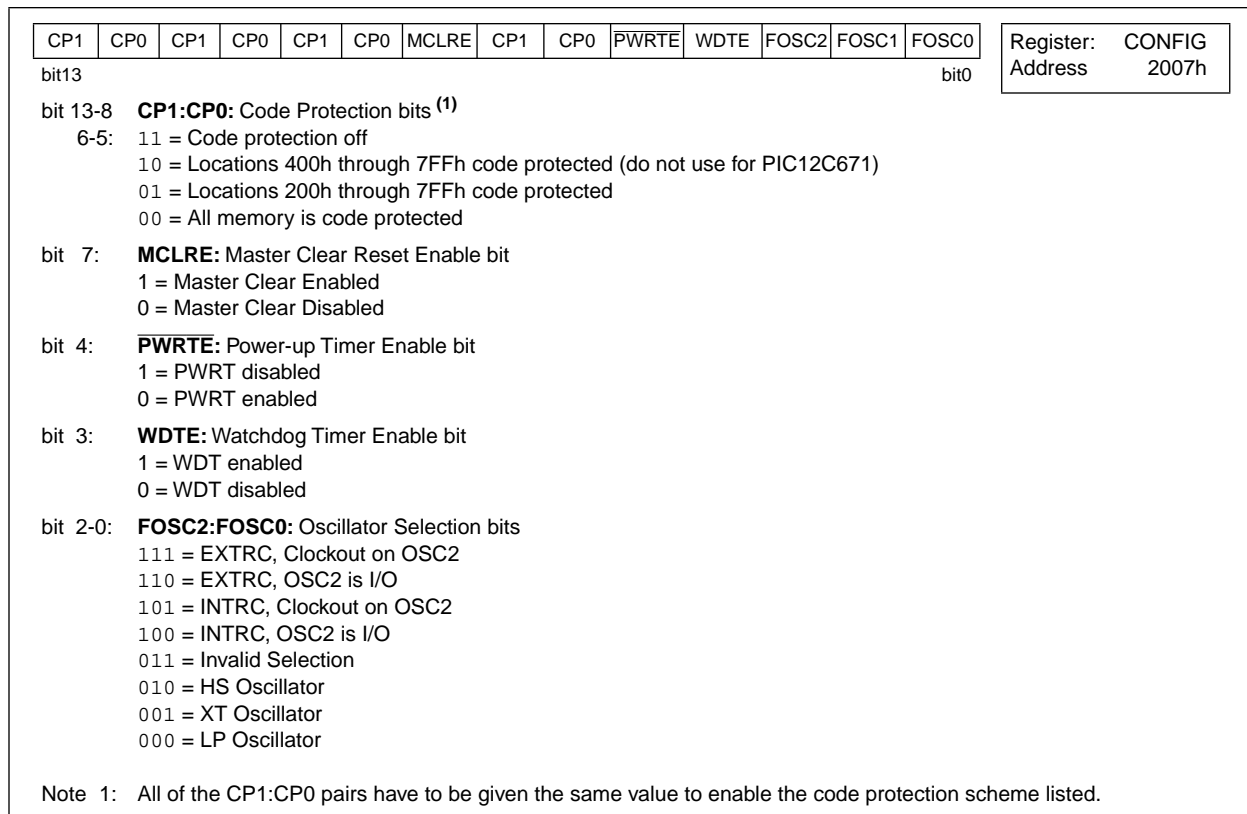 CP1 CP0 CP1 CP0 CP1 CP0 MCLRE CP1 CP0 PWRTE WDTE FOSC2 FOSC1 FOSC0
Register: CONFIG
Address 2007h
bit13 bit0
bit 13-8 CP1:CP0: Code Protection bits (1)
6-5: 11 = Code protection off
10 = Locations 400h through 7FFh code protected (do not use for PIC12C671)
01 = Locations 200h through 7FFh code protected
00 = All memory is code protected
bit 7: MCLRE: Master Clear Reset Enable bit
1 = Master Clear Enabled
0 = Master Clear Disabled
bit 4: PWRTE: Power-up Timer Enable bit
1 = PWRT disabled
0 = PWRT enabled
bit 3: WDTE: Watchdog Timer Enable bit
1 = WDT enabled
0 = WDT disabled
bit 2-0: FOSC2:FOSC0: Oscillator Selection bits
111 = EXTRC, Clockout on OSC2
110 = EXTRC, OSC2 is I/O
101 = INTRC, Clockout on OSC2
100 = INTRC, OSC2 is I/O
011 = Invalid Selection
010 = HS Oscillator
001 = XT Oscillator
000 = LP Oscillator
Note 1: All of the CP1:CP0 pairs have to be given the same value to enable the code protection scheme listed.